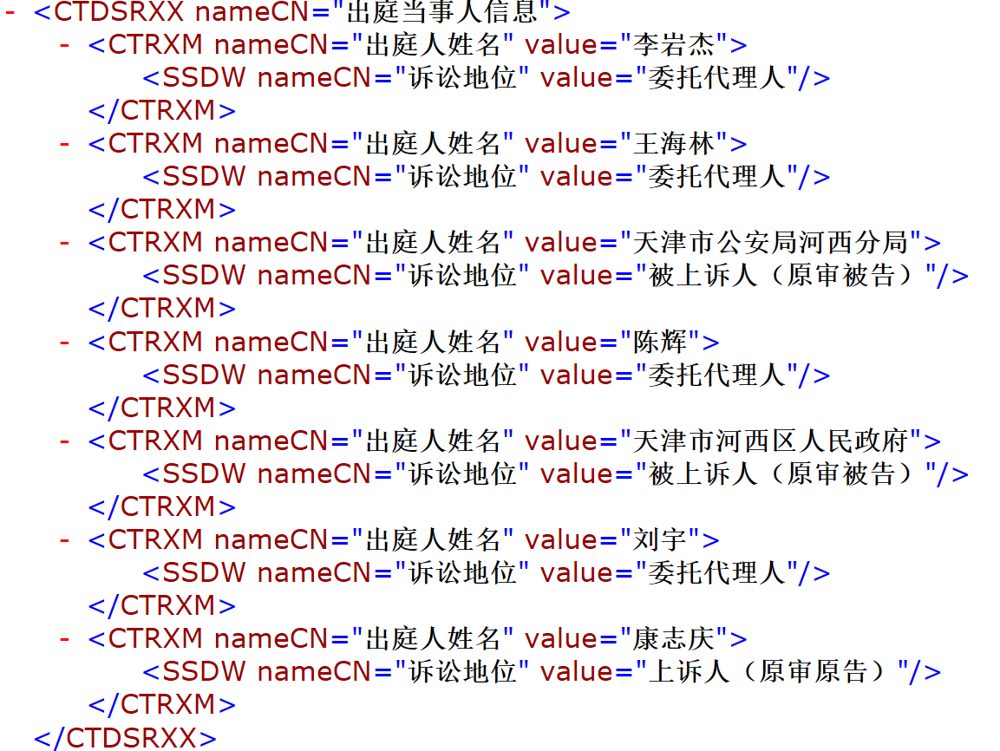 - <CTDSRXX nameCN="出庭当事人信息">
- <CTRXM nameCN="出庭人姓名" value="李岩杰">
<SSDW nameCN="诉讼地位" value="委托代理人"/>
</CTRXM>
- <CTRXM nameCN="出庭人姓名" value="王海林">
<SSDW nameCN="诉讼地位" value="委托代理人"/>
</CTRXM>
- <CTRXM nameCN="出庭人姓名" value="天津市公安局河西分局">
<SSDW nameCN="诉讼地位" value="被上诉人（原审被告）"/>
</CTRXM>
- <CTRXM nameCN="出庭人姓名" value="陈辉">
<SSDW nameCN="诉讼地位" value="委托代理人"/>
</CTRXM>
- <CTRXM nameCN="出庭人姓名" value="天津市河西区人民政府">
<SSDW nameCN="诉讼地位" value="被上诉人（原审被告）"/>
</CTRXM>
- <CTRXM nameCN="出庭人姓名" value="刘宇">
<SSDW nameCN="诉讼地位" value="委托代理人"/>
</CTRXM>
- <CTRXM nameCN="出庭人姓名" value="康志庆">
<SSDW nameCN="诉讼地位" value="上诉人（原审原告）"/>
</CTRXM>
</CTDSRXX>